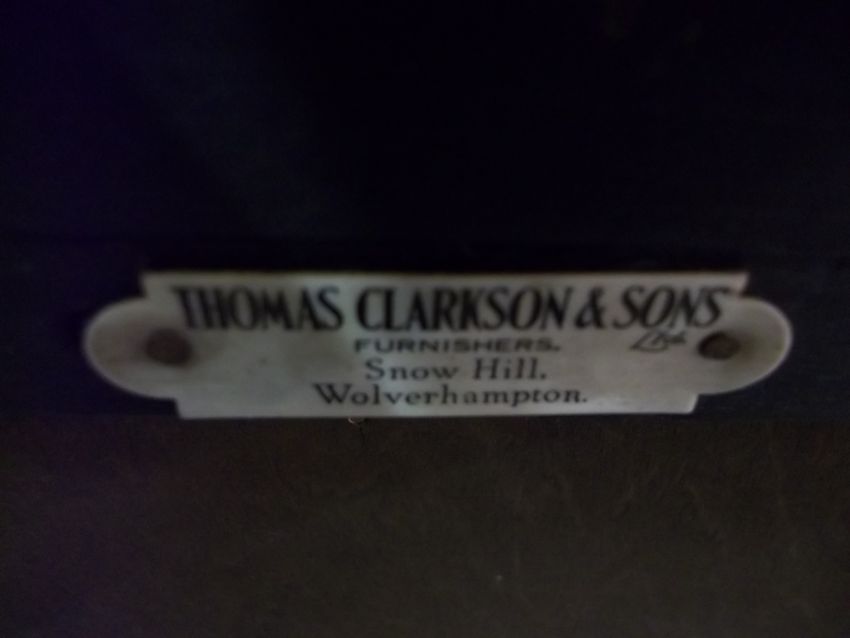 THOMAS CLARKSON & SONS
Ltd.
FURNISHERS.
Snow Hill.
Wolverhampton.